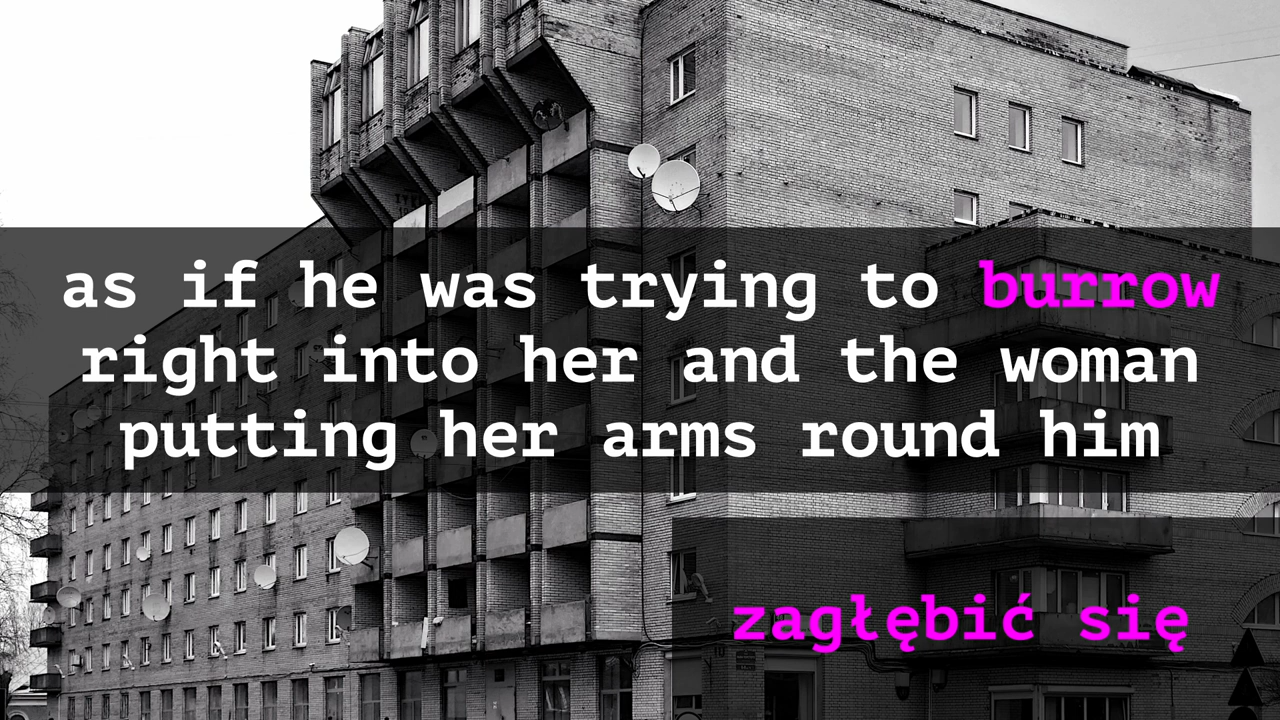 as if he was trying to burrow
right into her and the woman
putting her arms round him
zagłębić się